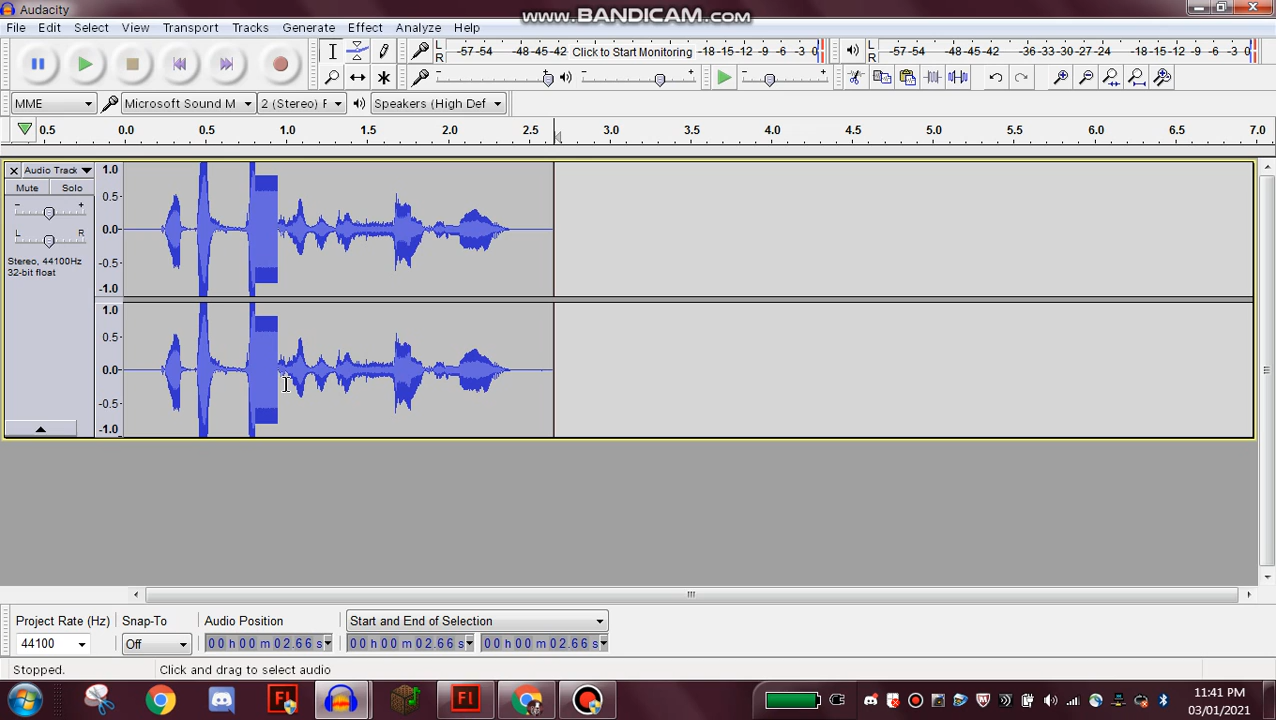 Audacity
www.BANDICAM.com
File Edit Select View Transport Tracks Generate Effect Analyze Help
L R -57 -54 -48 -45 -42 Click to Start Monitoring -18 -15 -12 -9 -6 -3 0
L R -57 -54 -48 -45 -42 -36 -33 -30 -27 -24 -18 -15 -12 -9 -6 -3 0
MME Microsoft Sound M 2 (Stereo) F Speakers (High Def
0.5 0.0 0.5 1.0 1.5 2.0 2.5 3.0 3.5 4.0 4.5 5.0 5.5 6.0 6.5 7.0
Audio Track
Mute Solo
- +
L R
Stereo, 44100Hz
32-bit float
1.0
0.5
0.0
-0.5
-1.0
1.0
0.5
0.0
-0.5
-1.0
Project Rate (Hz) Snap-To Audio Position Start and End of Selection
44100 Off 00 h 00 m 02.66 s 00 h 00 m 02.66 s 00 h 00 m 02.66 s
Stopped. Click and drag to select audio
Fl Fl
11:41 PM
03/01/2021